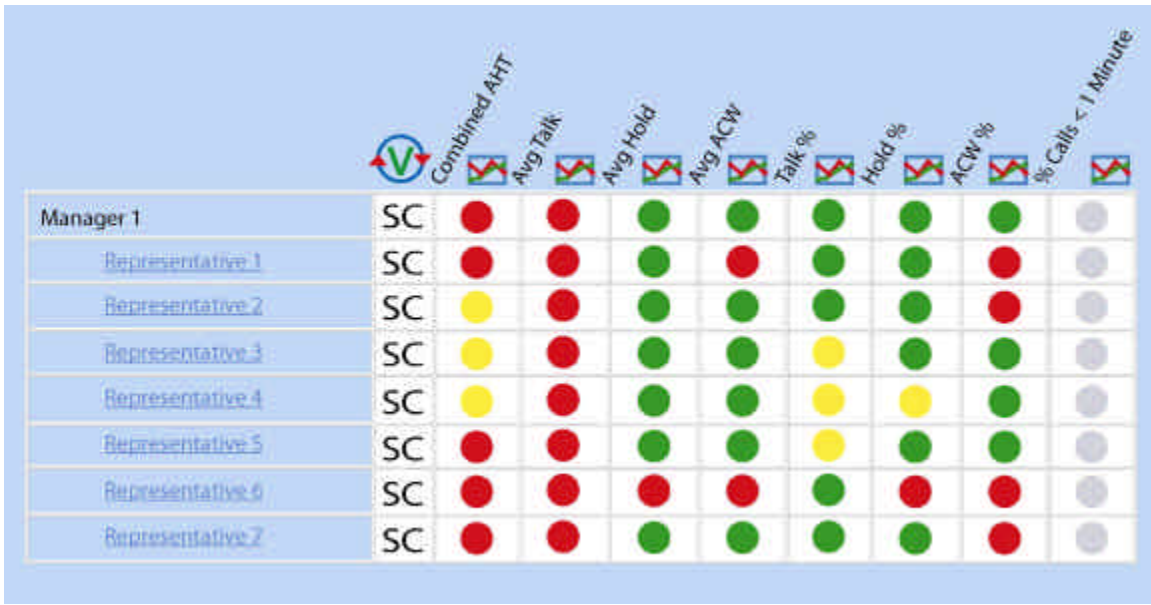 V
Combined AHT
Avg Talk
Avg Hold
Avg ACW
Talk %
Hold %
ACW %
% Calls < 1 Minute
Manager 1 SC
Representative 1 SC
Representative 2 SC
Representative 3 SC
Representative 4 SC
Representative 5 SC
Representative 6 SC
Representative 7 SC